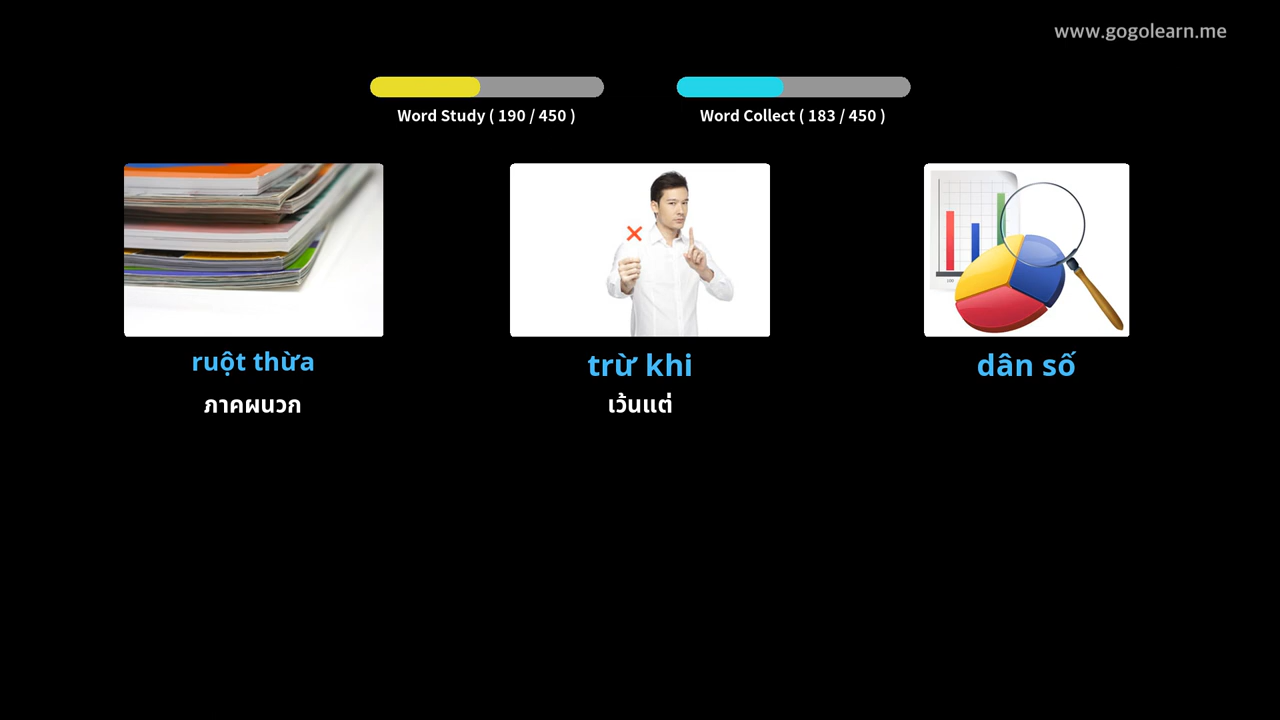 www.gogolearn.me
Word Study ( 190 / 450 )
Word Collect ( 183 / 450 )
ruột thừa
trừ khi
dân số
ภาคผนวก
เว้นแต่